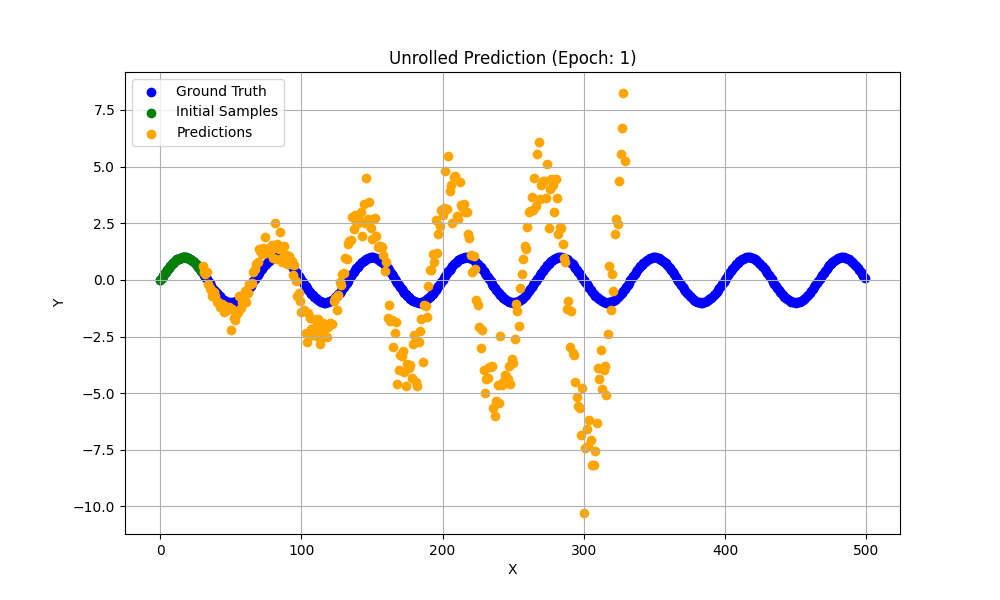 Unrolled Prediction (Epoch: 1)
Ground Truth
Initial Samples
Predictions
7.5
5.0
2.5
0.0
−2.5
−5.0
−7.5
−10.0
Y
0 100 200 300 400 500
X